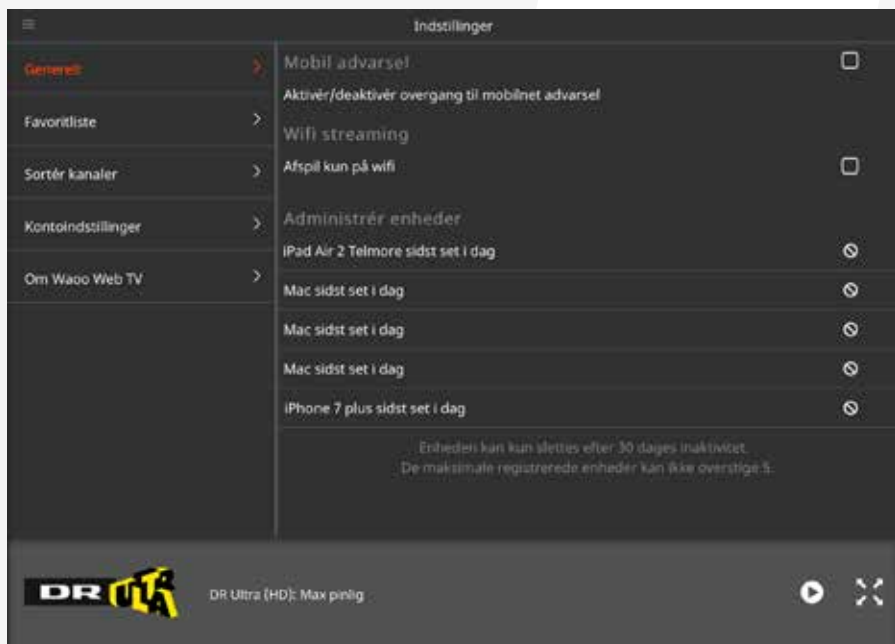 Indstillinger
Generelt
Favoritliste
Sortér kanaler
Kontoindstillinger
Om Waoo Web TV
Mobil advarsel
Aktivér/deaktivér overgang til mobilnet advarsel
Wifi streaming
Afspil kun på wifi
Administrér enheder
iPad Air 2 Telmore sidst set i dag
Mac sidst set i dag
Mac sidst set i dag
Mac sidst set i dag
iPhone 7 plus sidst set i dag
Enheden kan kun slettes efter 30 dages inaktivitet.
De maksimale registrerede enheder kan ikke overstige 5.
DR ULTRA
DR Ultra (HD): Max pinlig